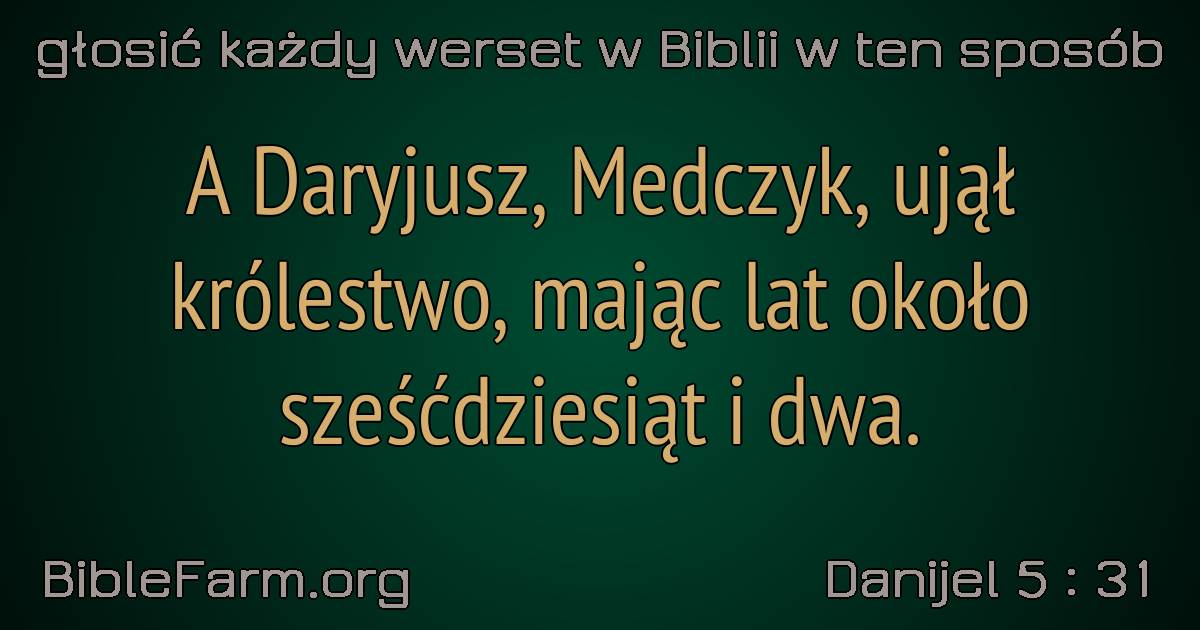 głosić każdy werset w Biblii w ten sposób
A Daryjusz, Medczyk, ujął
królestwo, mając lat około
sześćdziesiąt i dwa.
BibleFarm.org
Danijel 5 : 31